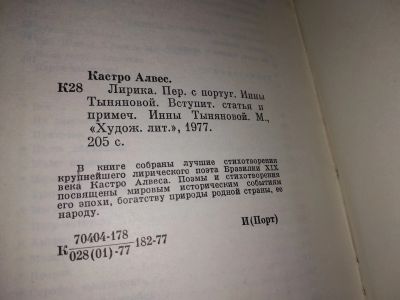 Кастро Алвес.
К28 Лирика. Пер. с португ. Инны
Тыняновой. Вступит. статья и
примеч. Инны Тыняновой. М.,
«Худож. лит.», 1977.
205 с.
В книге собраны лучшие стихотворения
крупнейшего лирического поэта Бразилии XIX
века Кастро Алвеса. Поэмы и стихотворения
посвящены мировым историческим событиям
его эпохи, богатству природы родной страны, ее
народу.
И(Порт)
К 70404-178
028(01)-77 182-77